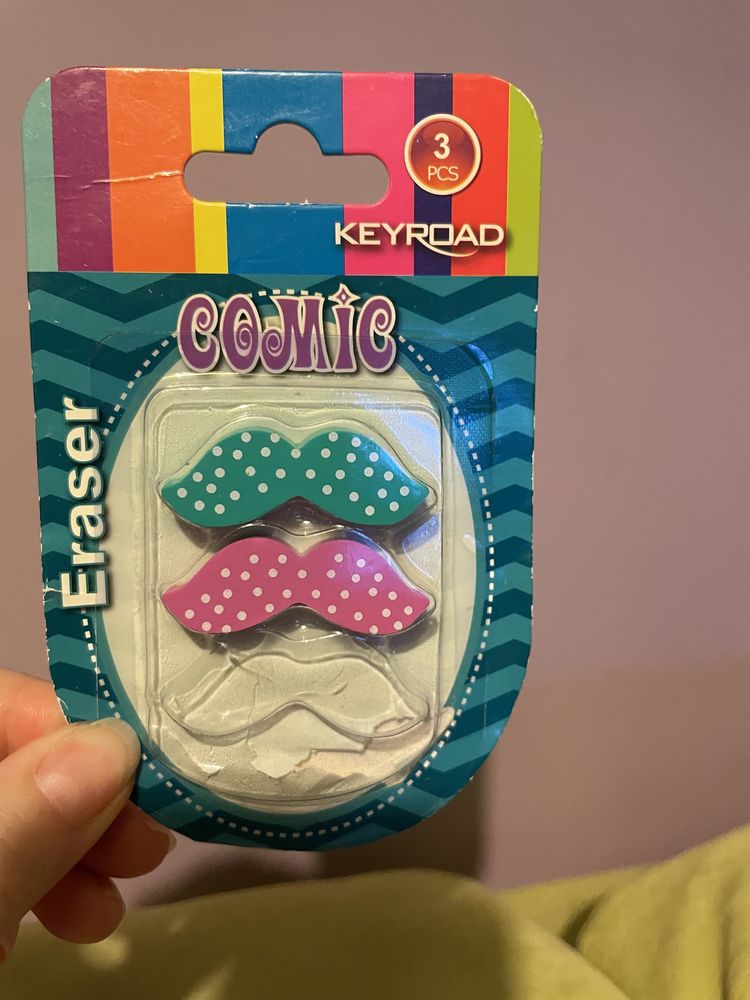 3
PCS
KEYROAD
COMiC
Eraser